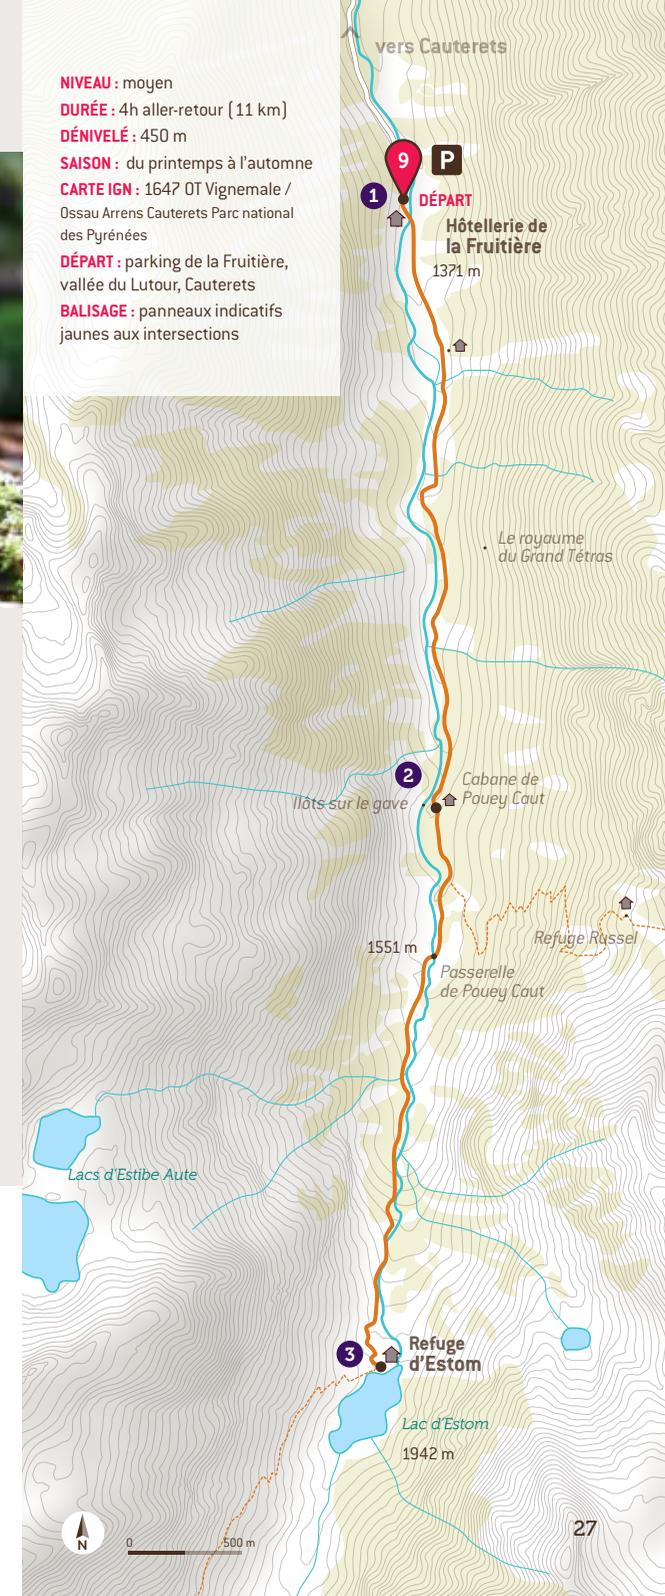 vers Cauterets
NIVEAU : moyen
DURÉE : 4h aller-retour (11 km)
DÉNIVELÉ : 450 m
SAISON : du printemps à l'automne
CARTE IGN : 1647 OT Vignemale /
Ossau Arrens Cauterets Parc national
des Pyrénées
DÉPART : parking de la Fruitière,
vallée du Lutour, Cauterets
BALISAGE : panneaux indicatifs
jaunes aux intersections
9
P
1
DÉPART
Hôtellerie de
la Fruitière
1371 m
Le royaume
du Grand Tétras
2
Cabane de
Pouey Caut
Ilôts sur le gave
Refuge Russel
1551 m
Passerelle
de Pouey Caut
Lacs d'Estibe Aute
3
Refuge
d'Estom
Lac d'Estom
1942 m
N
0
500 m
27